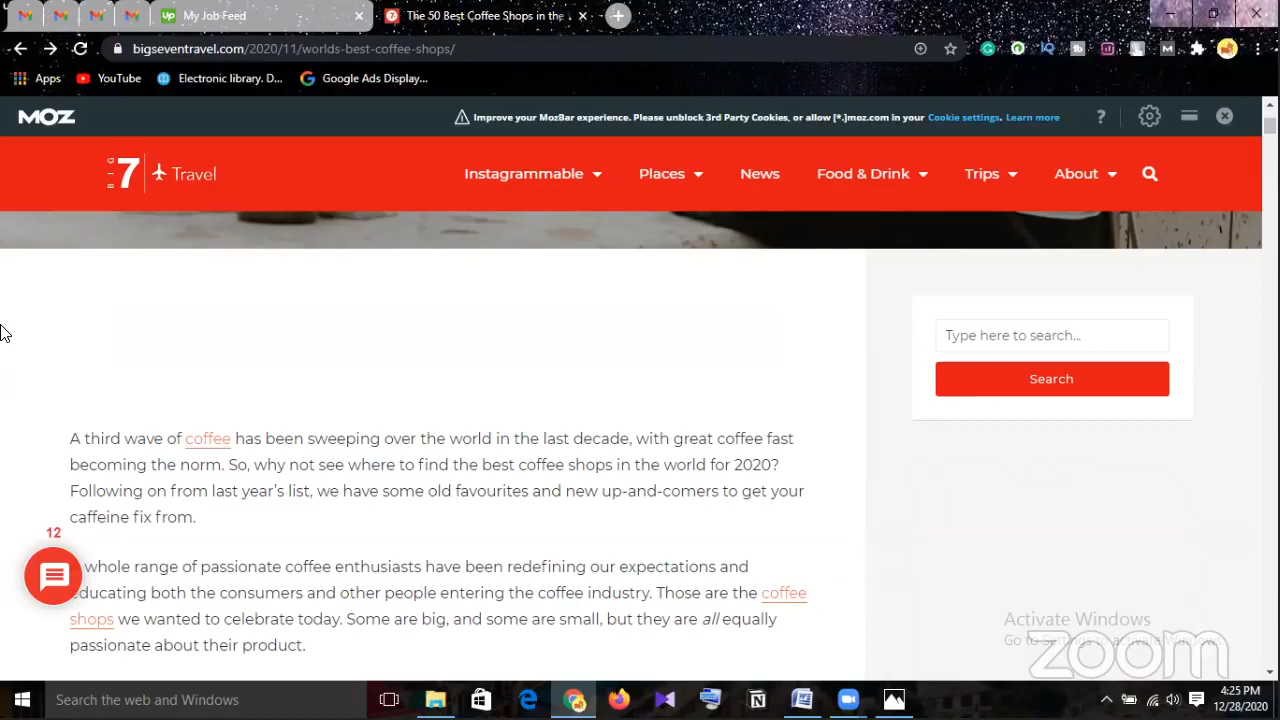 My Job Feed
The 50 Best Coffee Shops in the
bigseventravel.com/2020/11/worlds-best-coffee-shops/
Apps
YouTube
Electronic library. D...
Google Ads Display...
MOZ
Improve your MozBar experience. Please unblock 3rd Party Cookies, or allow [*.]moz.com in your Cookie settings. Learn more
BIG 7 Travel
Instagrammable
Places
News
Food & Drink
Trips
About
Type here to search...
Search
A third wave of coffee has been sweeping over the world in the last decade, with great coffee fast
becoming the norm. So, why not see where to find the best coffee shops in the world for 2020?
Following on from last year's list, we have some old favourites and new up-and-comers to get your
caffeine fix from.
12
whole range of passionate coffee enthusiasts have been redefining our expectations and
educating both the consumers and other people entering the coffee industry. Those are the coffee
shops we wanted to celebrate today. Some are big, and some are small, but they are all equally
passionate about their product.
Activate Windows
Go to Settings to activate Windows.
zoom
Search the web and Windows
4:25 PM
12/28/2020